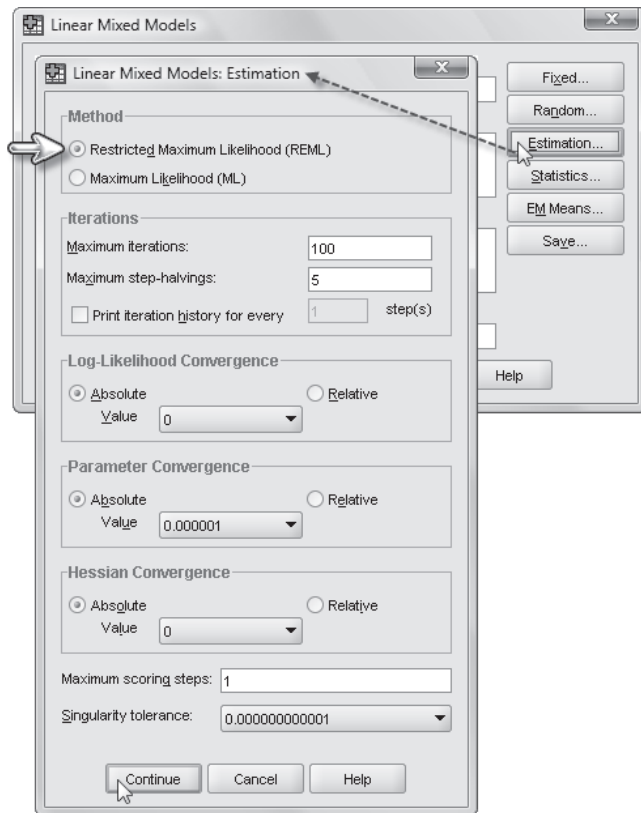 Linear Mixed Models
Linear Mixed Models: Estimation
Method
Restricted Maximum Likelihood (REML)
Maximum Likelihood (ML)
Iterations
Maximum iterations: 100
Maximum step-halvings: 5
Print iteration history for every 1 step(s)
Log-Likelihood Convergence
Absolute Relative
Value 0
Parameter Convergence
Absolute Relative
Value 0.000001
Hessian Convergence
Absolute Relative
Value 0
Maximum scoring steps: 1
Singularity tolerance: 0.000000000001
Continue Cancel Help
Fixed...
Random...
Estimation...
Statistics...
EM Means...
Save...
Help